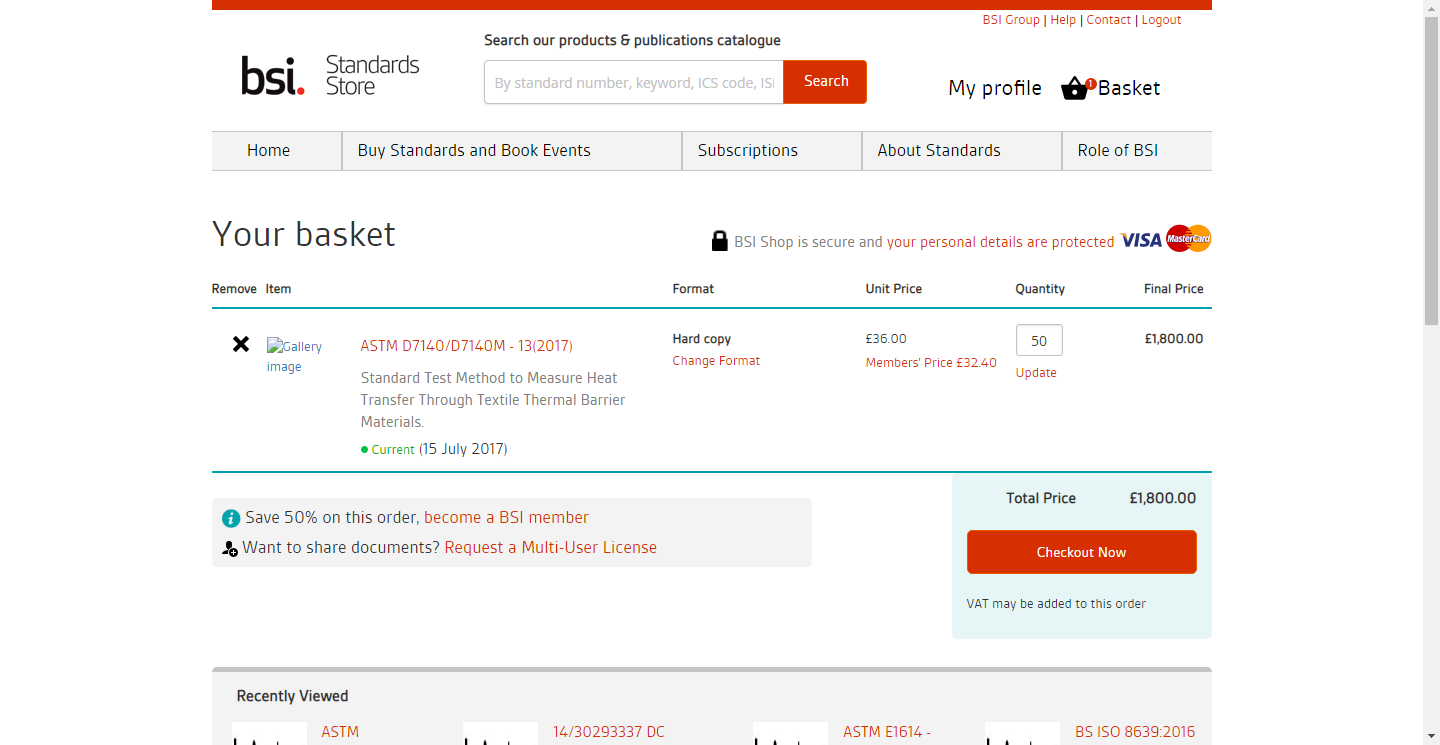 BSI Group | Help | Contact | Logout
Search our products & publications catalogue
bsi. Standards Store
By standard number, keyword, ICS code, ISI
Search
My profile
1
Basket
Home
Buy Standards and Book Events
Subscriptions
About Standards
Role of BSI
Your basket
BSI Shop is secure and your personal details are protected VISA MasterCard
Remove Item Format Unit Price Quantity Final Price
Gallery image
ASTM D7140/D7140M - 13(2017)
Standard Test Method to Measure Heat
Transfer Through Textile Thermal Barrier
Materials.
Current (15 July 2017)
Hard copy
Change Format
£36.00
Members' Price £32.40
50
Update
£1,800.00
Save 50% on this order, become a BSI member
Want to share documents? Request a Multi-User License
Total Price £1,800.00
Checkout Now
VAT may be added to this order
Recently Viewed
ASTM
14/30293337 DC
ASTM E1614 -
BS ISO 8639:2016